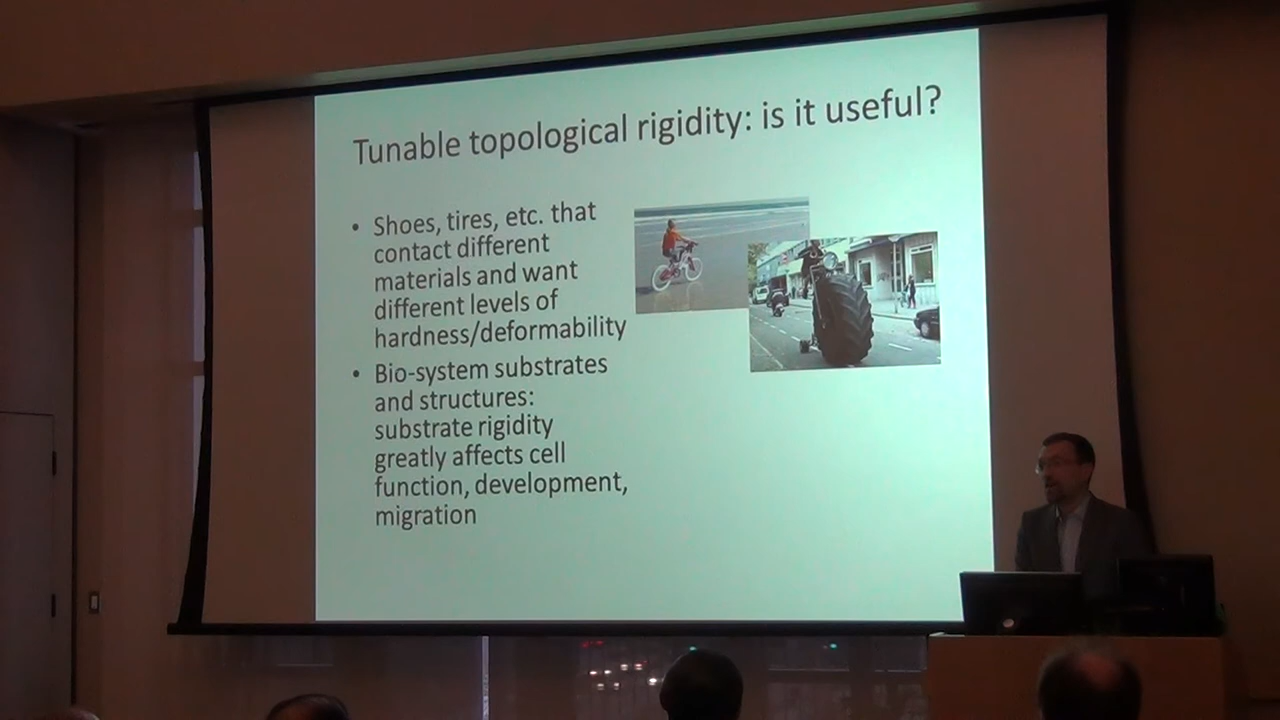 Tunable topological rigidity: is it useful?
• Shoes, tires, etc. that
contact different
materials and want
different levels of
hardness/deformability
• Bio-system substrates
and structures:
substrate rigidity
greatly affects cell
function, development,
migration